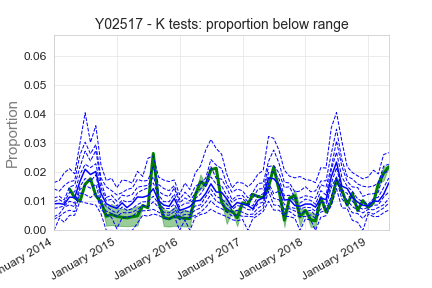 Y02517 - K tests: proportion below range
Proportion
0.06
0.05
0.04
0.03
0.02
0.01
0.00
January 2015
January 2016
January 2017
January 2018
January 2019